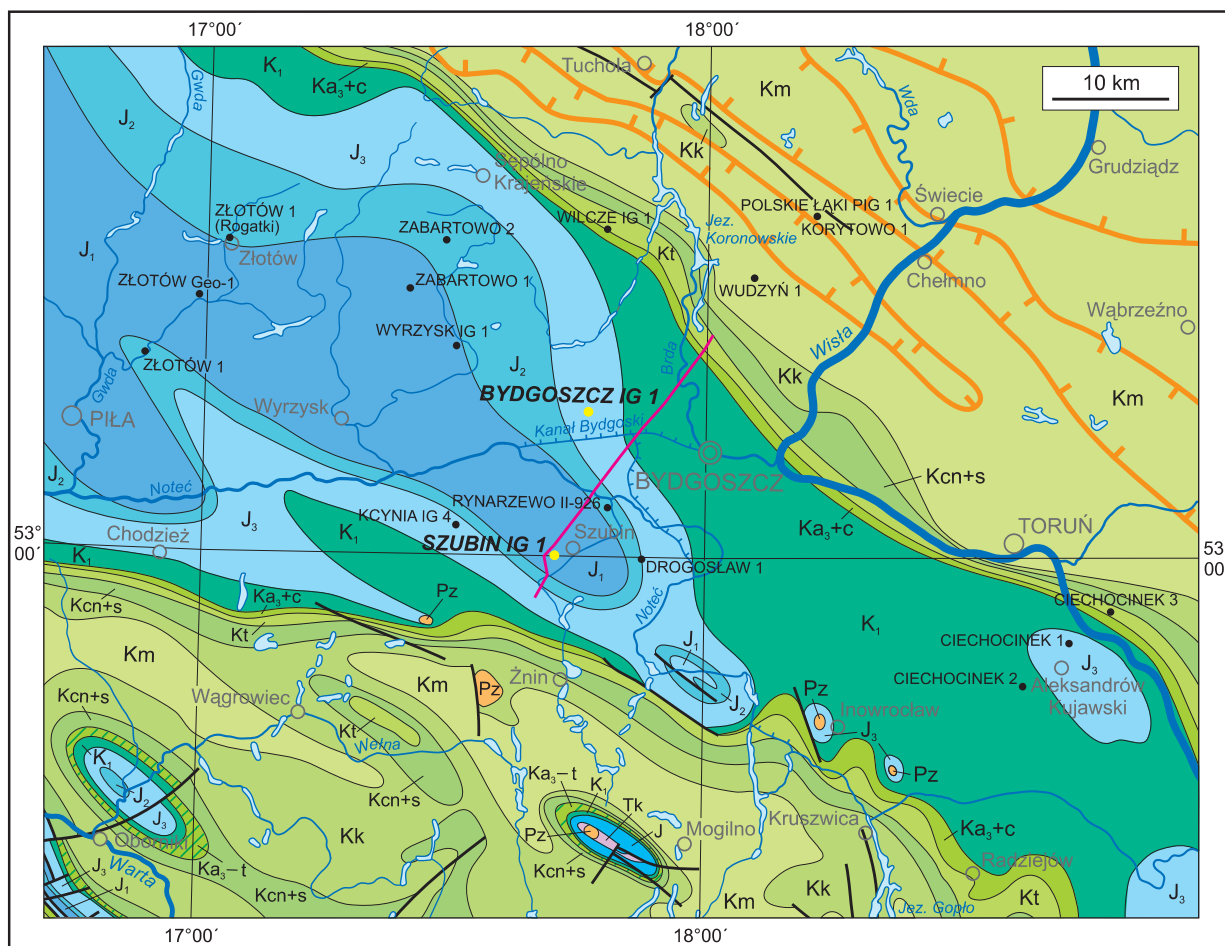 17°00´
18°00´
Tuchola
10 km
K₁
Ka₃+c
Km
Gwda
Wda
J₂
J₃
Kk
Grudziądz
Sępólno
Krajeńskie
Świecie
ZŁOTÓW 1
(Rogatki)
Złotów
ZABARTOWO 2
WILCZE IG 1
POLSKIE ŁĄKI PIG 1
KORYTOWO 1
Jez.
Koronowskie
Kt
J₁
Chełmno
ZŁOTÓW Geo-1
ZABARTOWO 1
WUDZYŃ 1
Wąbrzeźno
WYRZYSK IG 1
Wisła
ZŁOTÓW 1
Brda
J₂
Kk
Gwda
BYDGOSZCZ IG 1
Km
PIŁA
Wyrzysk
Kanał Bydgoski
BYDGOSZCZ
Kcn+s
J₂
Noteć
RYNARZEWO II-926
J₃
KCYNIA IG 4
Ka₃+c
TORUŃ
53°
00´
Chodzież
K₁
SZUBIN IG 1
Szubin
53°
00´
K₁
J₁
DROGOSŁAW 1
Pz
Noteć
Kcn+s
Ka₃+c
Kt
CIECHOCINEK 3
K₁
CIECHOCINEK 1
J₃
Km
J₁
Km
Pz
Żnin
CIECHOCINEK 2
Aleksandrów
Kujawski
Kcn+s
Wągrowiec
J₂
Pz
Inowrocław
J₃
Kt
Wełna
K₁
Pz
Ka₃–t
K₁
Tk
J₂
Kcn+s
J₃
Kk
Pz
J
Mogilno
Kruszwica
Ka₃+c
Oborniki
Ka₃–t
Kcn+s
Radziejów
Warta
J₃
J₁
Kcn+s
Km
Kk
Kt
J₃
Jez. Gopło
17°00´
18°00´